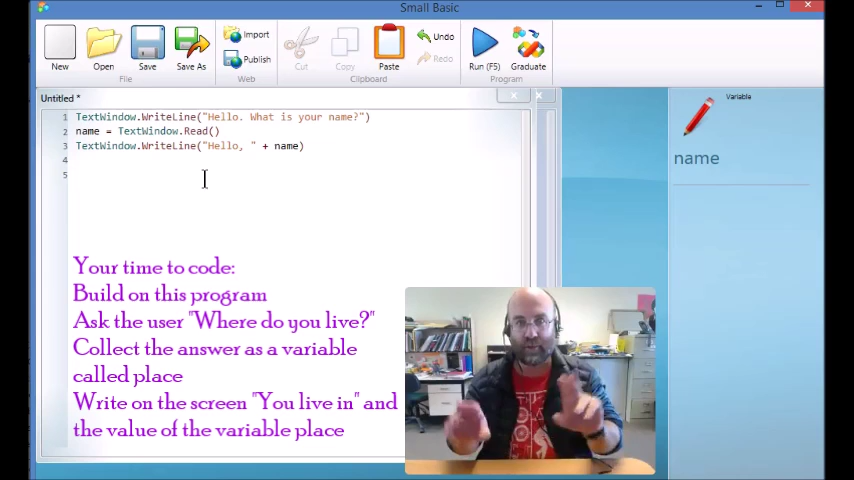 Small Basic
New
Open
Save
Save As
Import
Publish
Cut
Copy
Paste
Undo
Redo
Run (F5)
Graduate
File
Web
Clipboard
Program
Untitled *
1 TextWindow.WriteLine("Hello. What is your name?")
2 name = TextWindow.Read()
3 TextWindow.WriteLine("Hello, " + name)
4
5
Variable
name
Your time to code:
Build on this program
Ask the user "Where do you live?"
Collect the answer as a variable
called place
Write on the screen "You live in" and
the value of the variable place